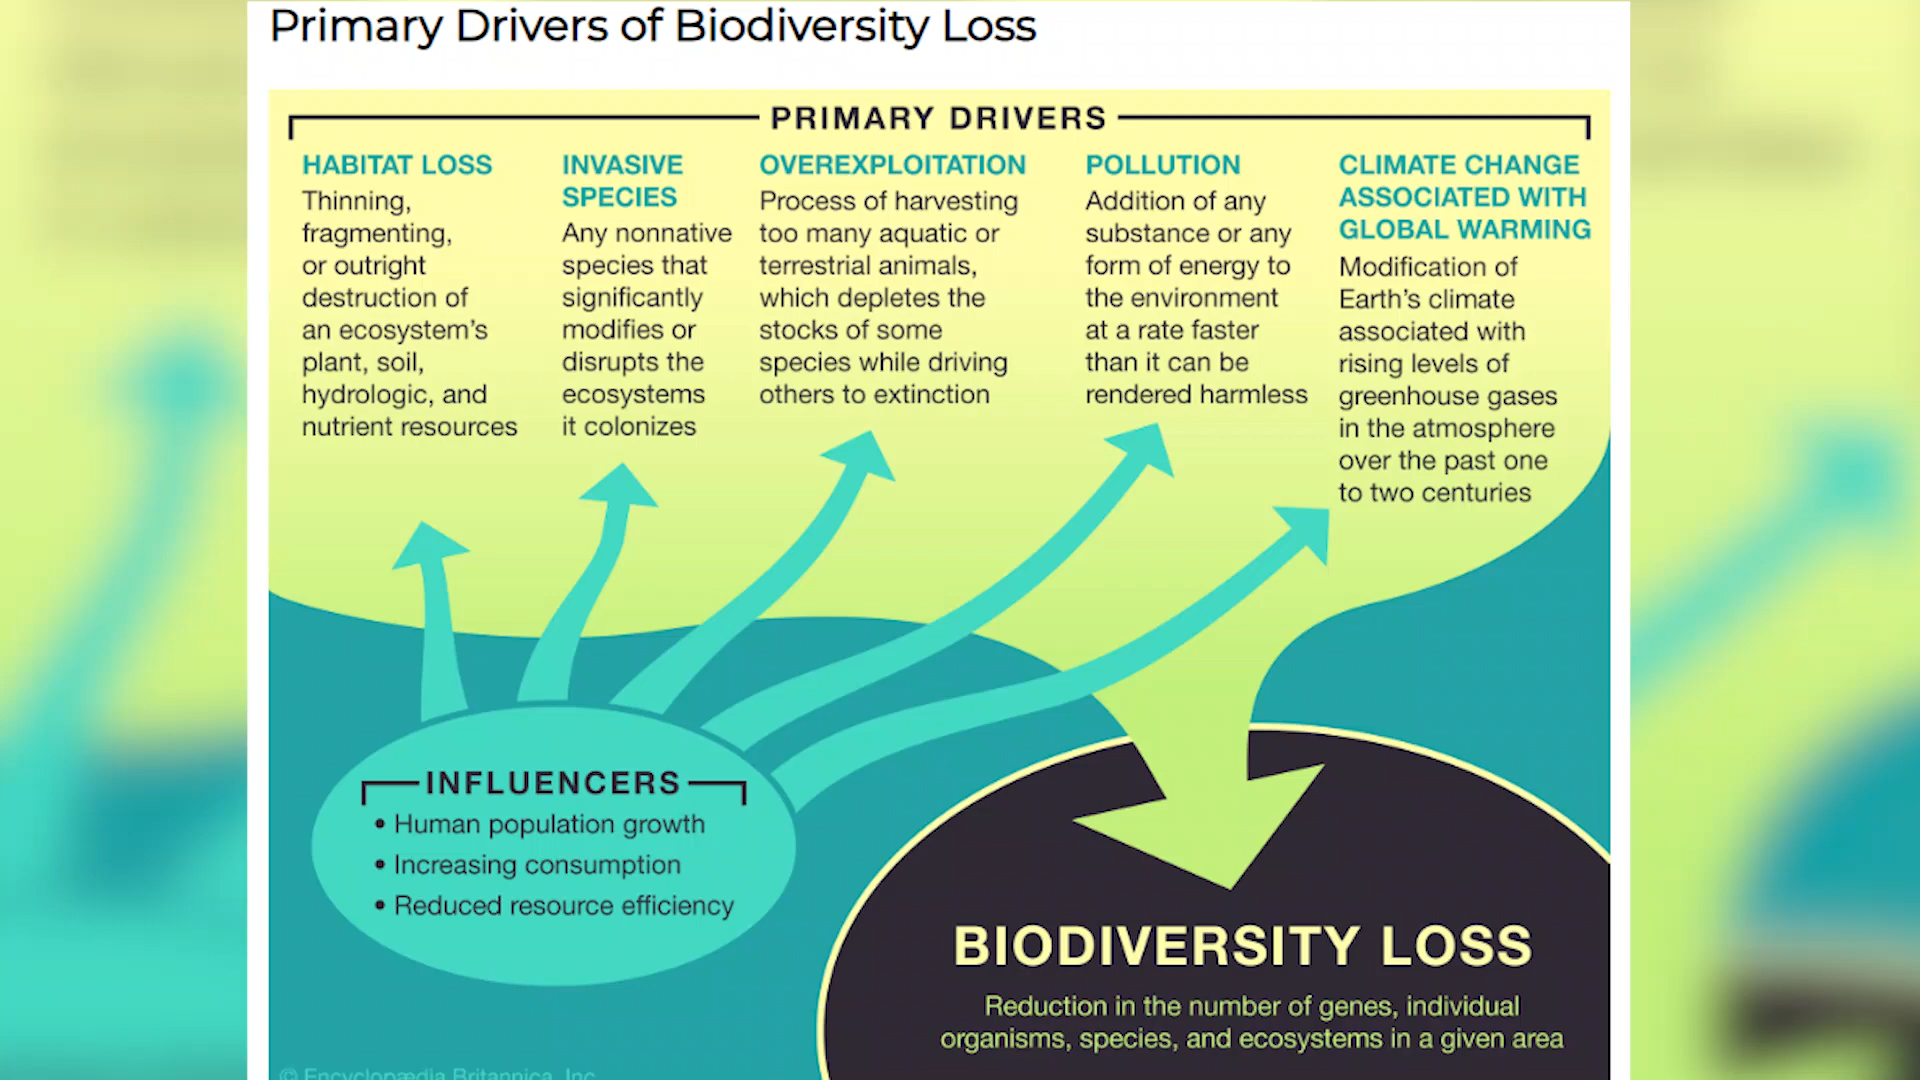 Primary Drivers of Biodiversity Loss
PRIMARY DRIVERS
HABITAT LOSS
Thinning,
fragmenting,
or outright
destruction of
an ecosystem's
plant, soil,
hydrologic, and
nutrient resources
INVASIVE
SPECIES
Any nonnative
species that
significantly
modifies or
disrupts the
ecosystems
it colonizes
OVEREXPLOITATION
Process of harvesting
too many aquatic or
terrestrial animals,
which depletes the
stocks of some
species while driving
others to extinction
POLLUTION
Addition of any
substance or any
form of energy to
the environment
at a rate faster
than it can be
rendered harmless
CLIMATE CHANGE
ASSOCIATED WITH
GLOBAL WARMING
Modification of
Earth's climate
associated with
rising levels of
greenhouse gases
in the atmosphere
over the past one
to two centuries
INFLUENCERS
• Human population growth
• Increasing consumption
• Reduced resource efficiency
BIODIVERSITY LOSS
Reduction in the number of genes, individual
organisms, species, and ecosystems in a given area
© Encyclopædia Britannica, Inc.